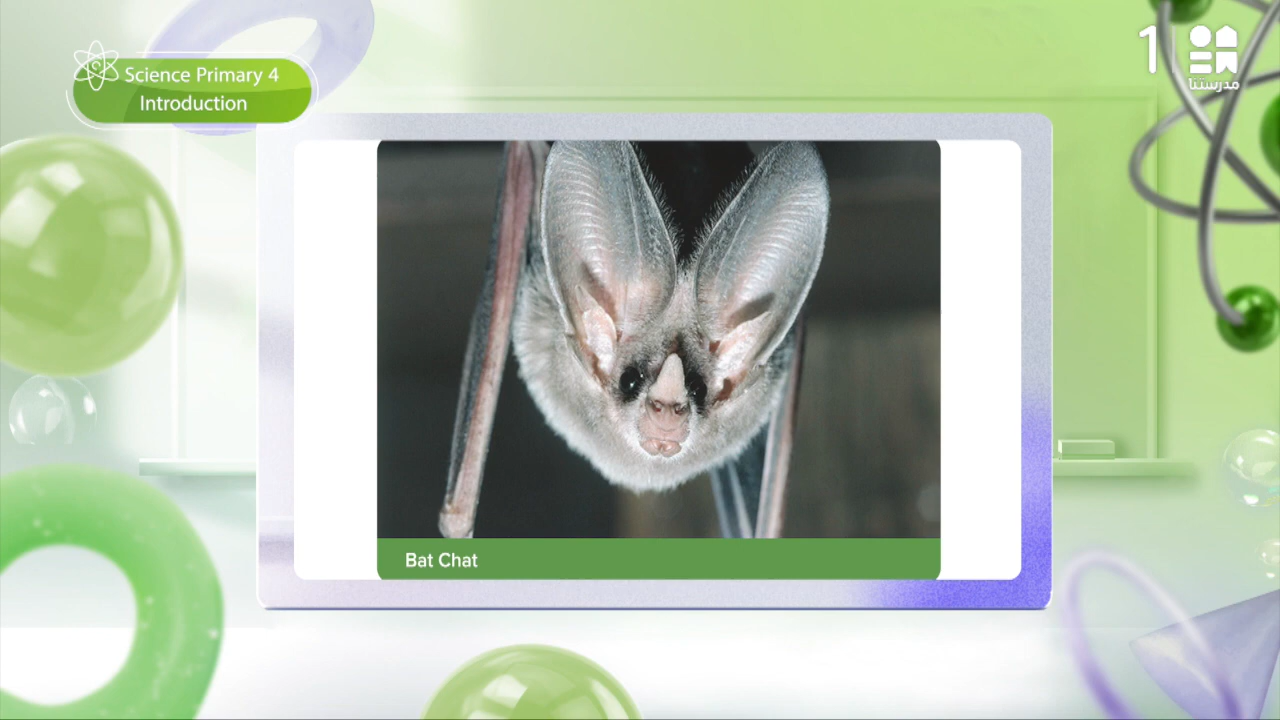 Science Primary 4
Introduction
1
مدرستنا
Bat Chat